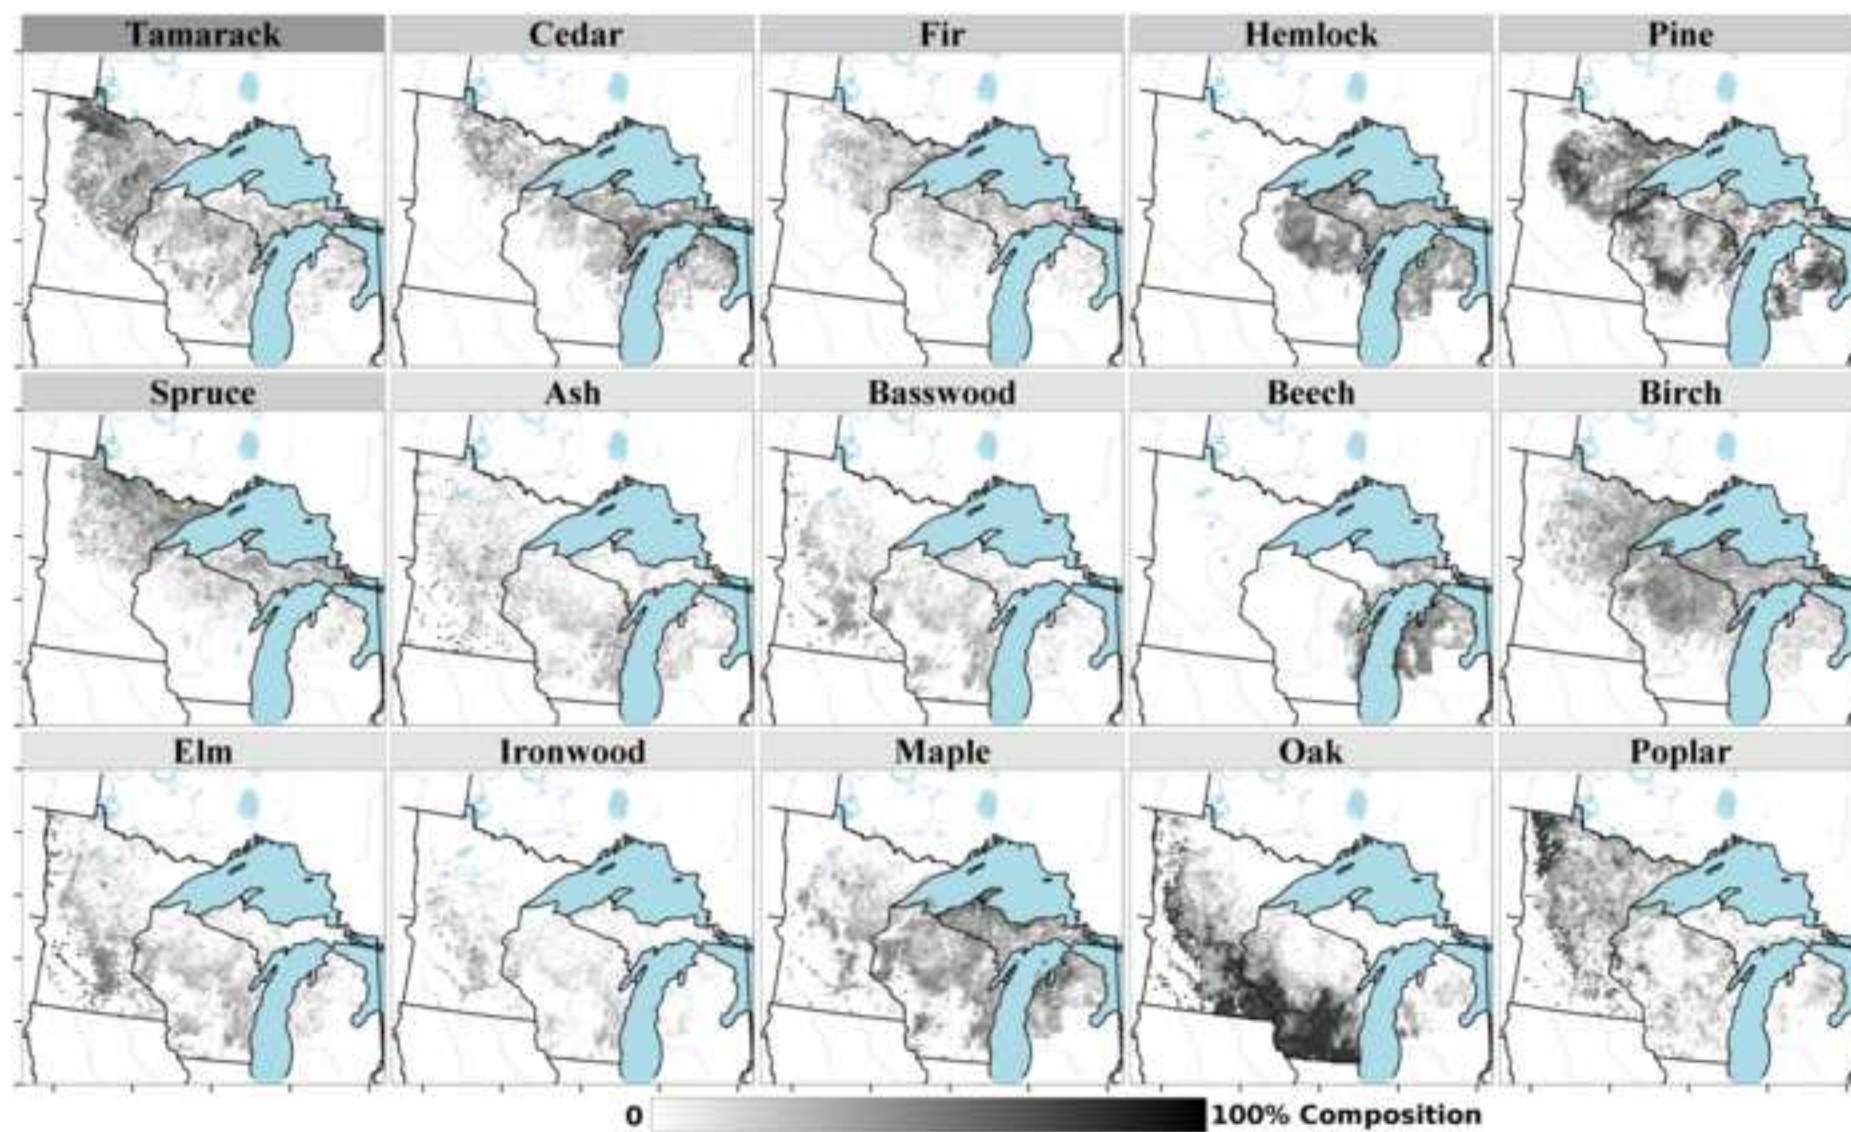 Tamarack Cedar Fir Hemlock Pine
Spruce Ash Basswood Beech Birch
Elm Ironwood Maple Oak Poplar
0 100% Composition